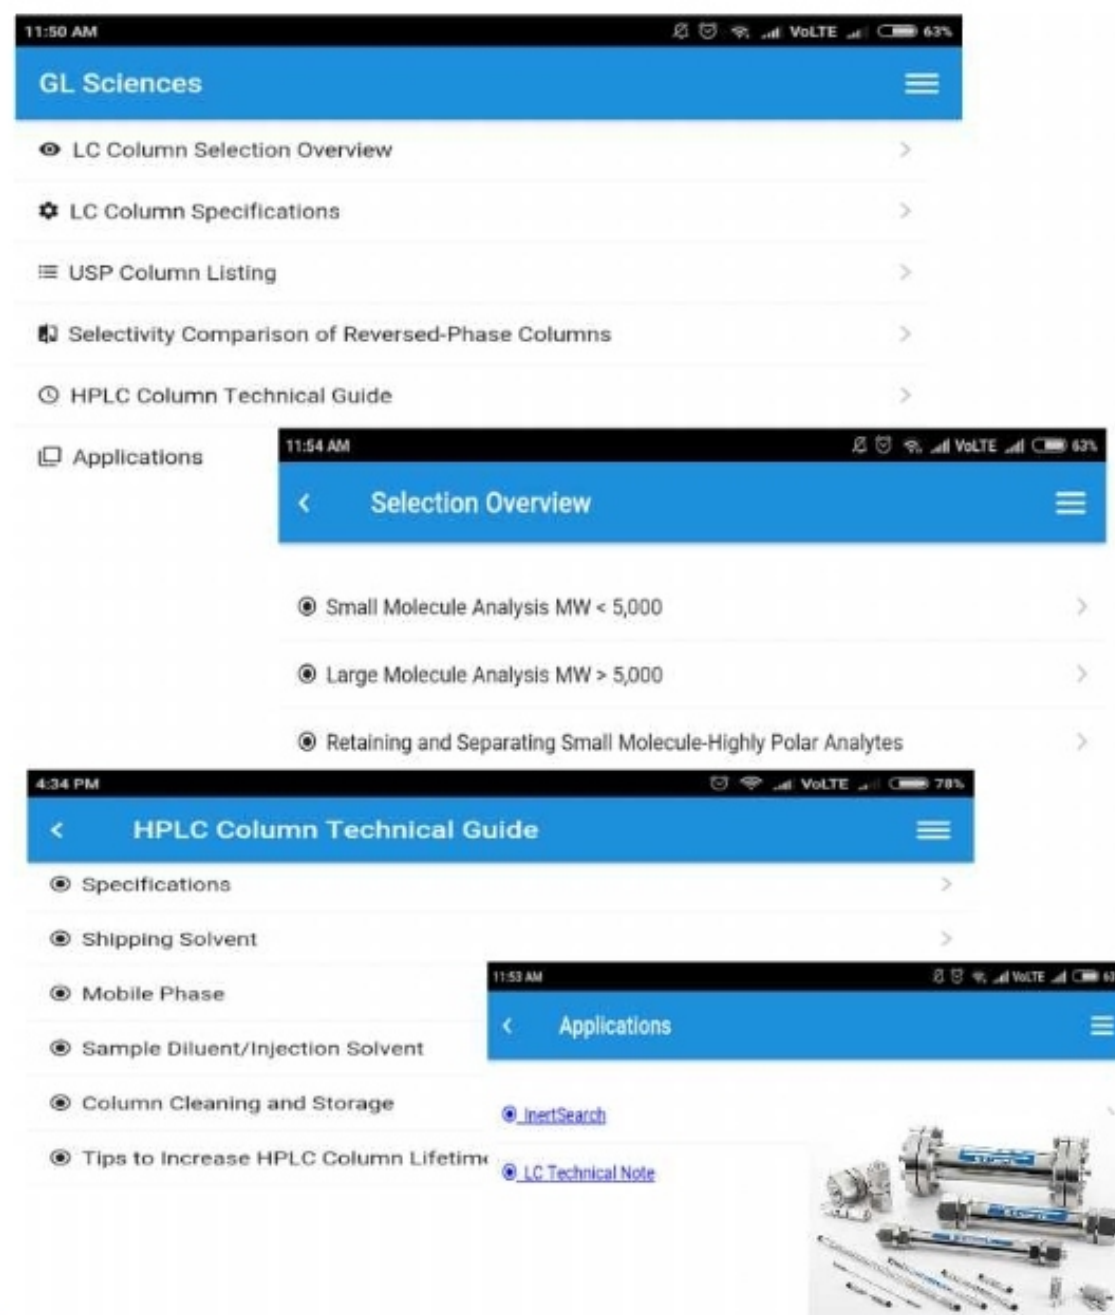 11:50 AM VoLTE 63%
GL Sciences
LC Column Selection Overview
LC Column Specifications
USP Column Listing
Selectivity Comparison of Reversed-Phase Columns
HPLC Column Technical Guide
Applications
11:54 AM VoLTE 63%
Selection Overview
Small Molecule Analysis MW < 5,000
Large Molecule Analysis MW > 5,000
Retaining and Separating Small Molecule-Highly Polar Analytes
4:34 PM VoLTE 78%
HPLC Column Technical Guide
Specifications
Shipping Solvent
Mobile Phase
Sample Diluent/Injection Solvent
Column Cleaning and Storage
Tips to Increase HPLC Column Lifetim
11:53 AM VoLTE 63
Applications
InertSearch
LC Technical Note